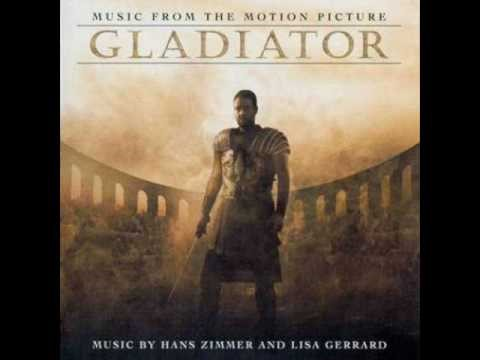 MUSIC FROM THE MOTION PICTURE
GLADIATOR
MUSIC BY HANS ZIMMER AND LISA GERRARD